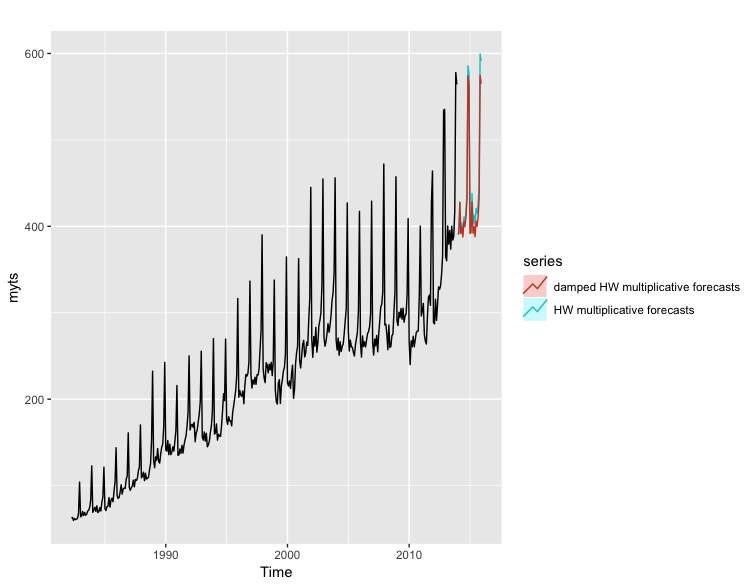 600
400
200
myts
1990
2000
2010
Time
series
damped HW multiplicative forecasts
HW multiplicative forecasts